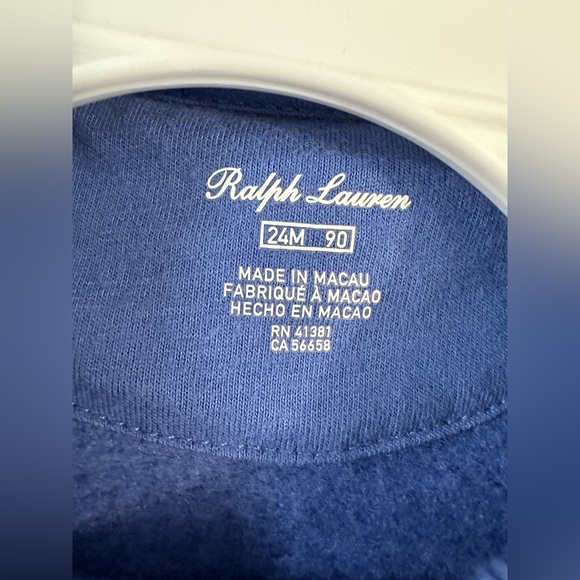 Ralph Lauren
24M 90
MADE IN MACAU
FABRIQUÉ À MACAO
HECHO EN MACAO
RN 41381
CA 56658